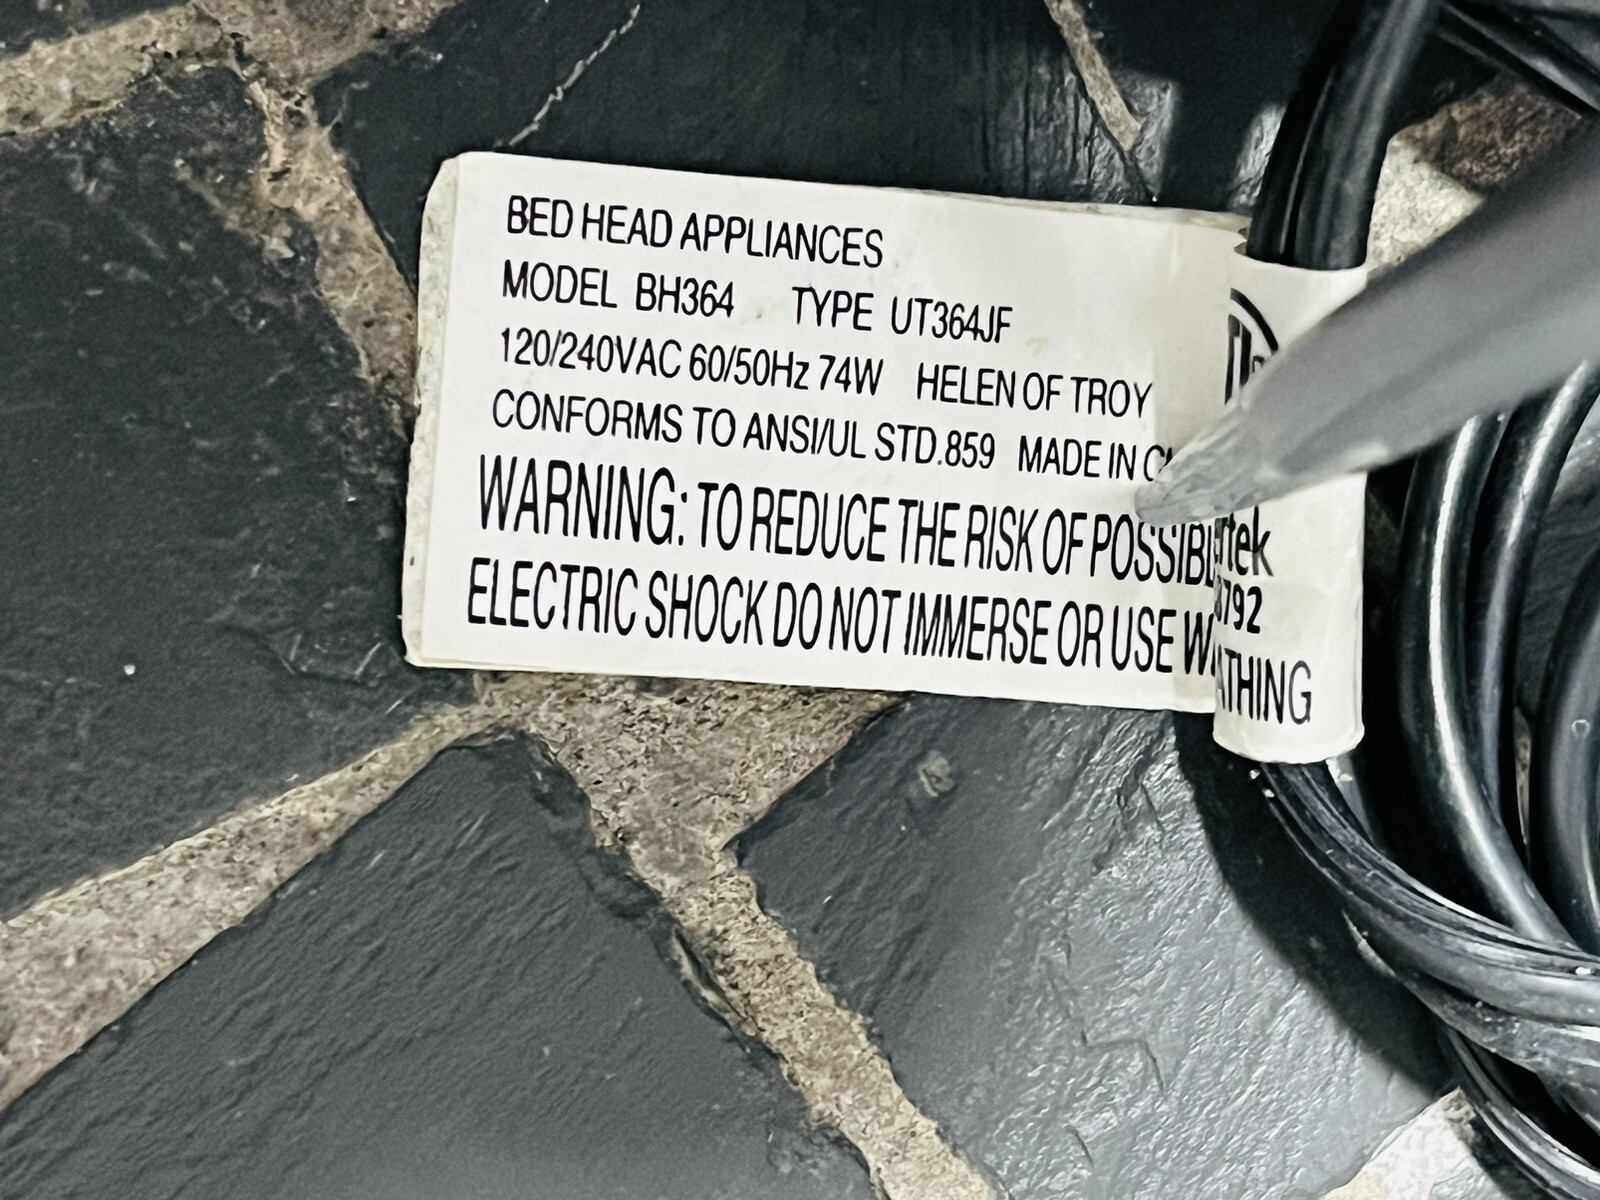 BED HEAD APPLIANCES
MODEL BH364 TYPE UT364JF
120/240VAC 60/50Hz 74W HELEN OF TROY
CONFORMS TO ANSI/UL STD.859 MADE IN
WARNING: TO REDUCE THE RISK OF
ELECTRIC SHOCK DO NOT IMMERSE OR USE